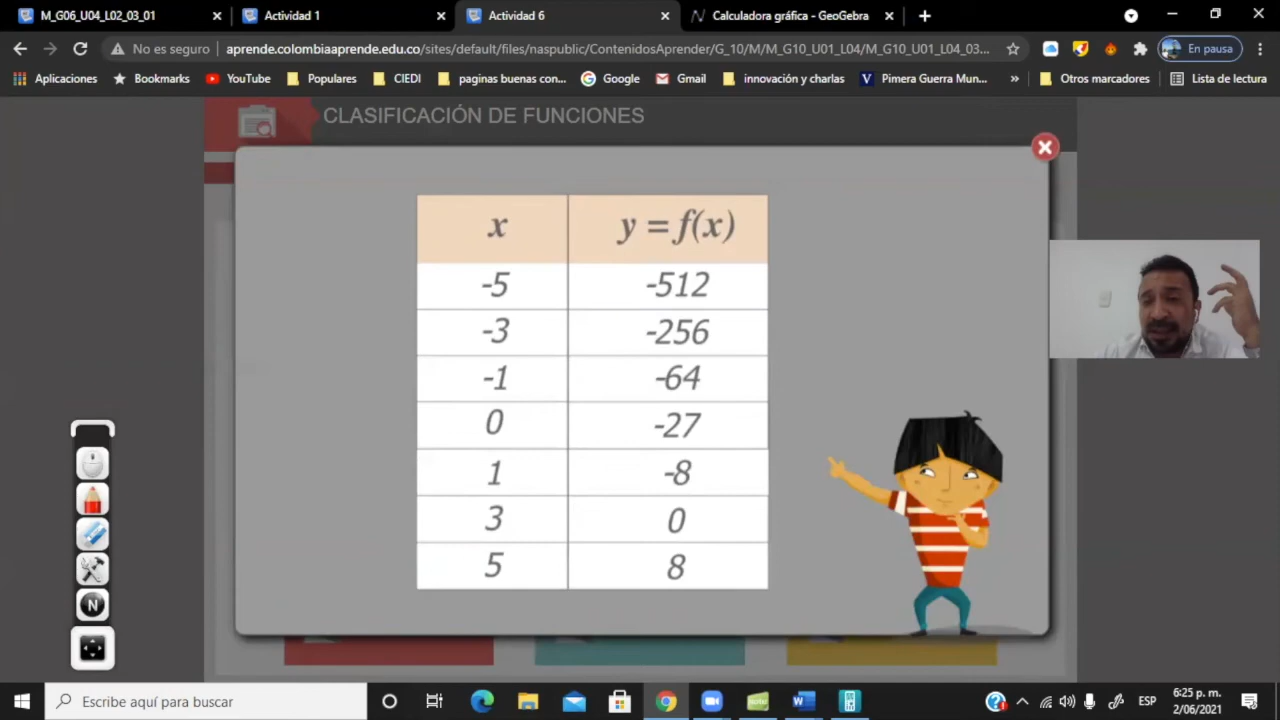 M_G06_U04_L02_03_01
Actividad 1
Actividad 6
Calculadora gráfica - GeoGebra
No es seguro
aprende.colombiaaprende.edu.co/sites/default/files/naspublic/ContenidosAprender/G_10/M/M_G10_U01_L04/M_G10_U01_L04_03...
En pausa
Aplicaciones
Bookmarks
YouTube
Populares
CIEDI
paginas buenas con...
Google
Gmail
innovación y charlas
Pimera Guerra Mun...
»
Otros marcadores
Lista de lectura
CLASIFICACIÓN DE FUNCIONES
x y = f(x)
-5 -512
-3 -256
-1 -64
0 -27
1 -8
3 0
5 8
N
Escribe aquí para buscar
ESP
6:25 p. m.
2/06/2021